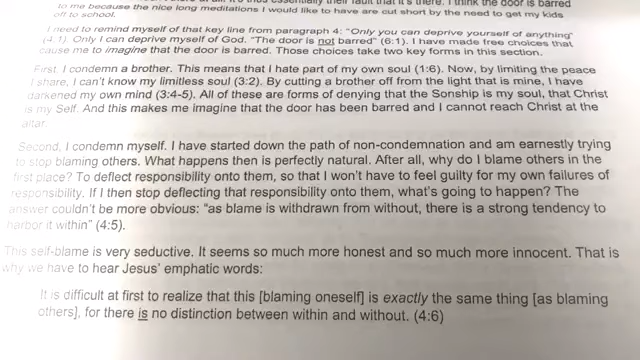 to me because the nice long meditations I would like to have are cut short by the need to get my kids
off to school.
I need to remind myself of that key line from paragraph 4: "Only you can deprive yourself of anything"
(4:1). Only I can deprive myself of God. "The door is not barred" (6:1). I have made free choices that
cause me to imagine that the door is barred. Those choices take two key forms in this section.
First, I condemn a brother. This means that I hate part of my own soul (1:6). Now, by limiting the peace
I share, I can't know my limitless soul (3:2). By cutting a brother off from the light that is mine, I have
darkened my own mind (3:4-5). All of these are forms of denying that the Sonship is my soul, that Christ
is my Self. And this makes me imagine that the door has been barred and I cannot reach Christ at the
altar.
Second, I condemn myself. I have started down the path of non-condemnation and am earnestly trying
to stop blaming others. What happens then is perfectly natural. After all, why do I blame others in the
first place? To deflect responsibility onto them, so that I won't have to feel guilty for my own failures of
responsibility. If I then stop deflecting that responsibility onto them, what's going to happen? The
answer couldn't be more obvious: "as blame is withdrawn from without, there is a strong tendency to
harbor it within" (4:5).
This self-blame is very seductive. It seems so much more honest and so much more innocent. That is
why we have to hear Jesus' emphatic words:
It is difficult at first to realize that this [blaming oneself] is exactly the same thing [as blaming
others], for there is no distinction between within and without. (4:6)